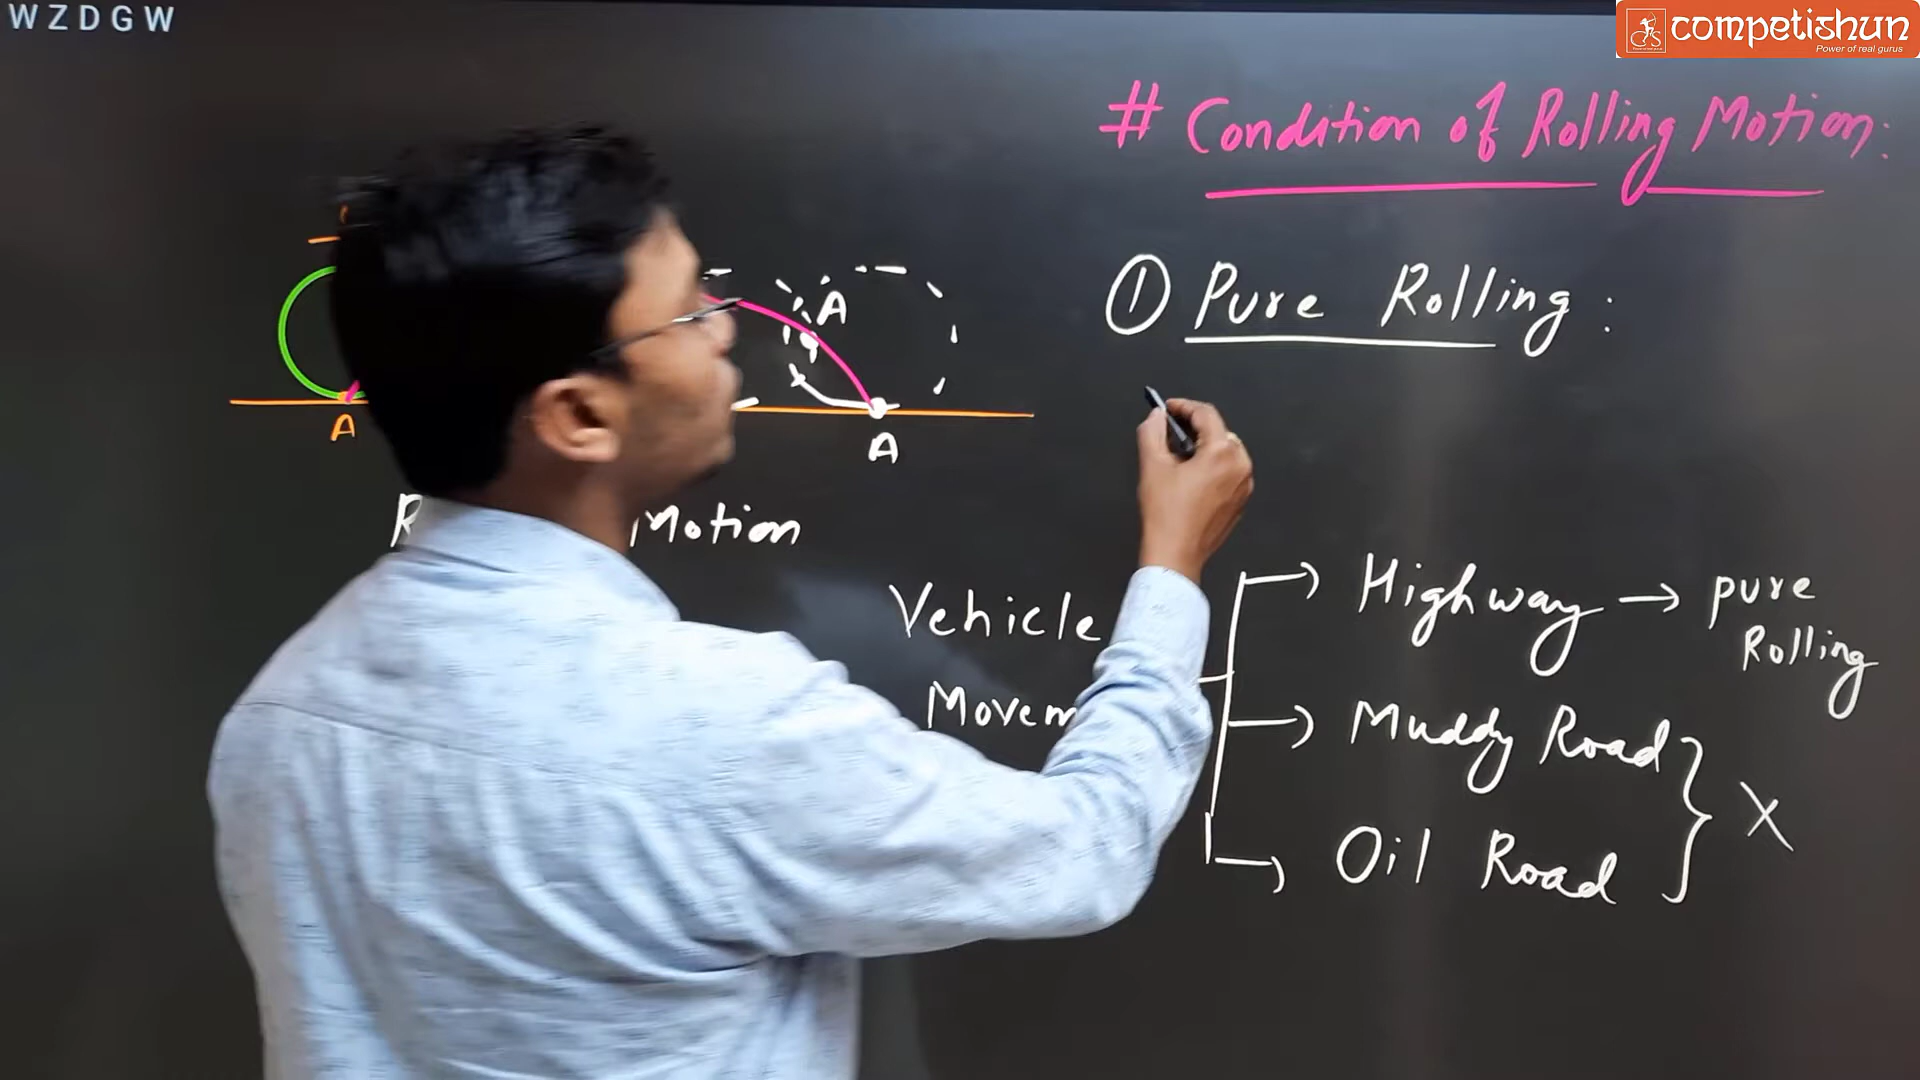 WZDGW
competishun
Power of real gurus
# Condition of Rolling Motion:
① Pure Rolling :
A
A
A
Motion
Vehicle
Highway → pure
Rolling
Muddy Road
Oil Road
X